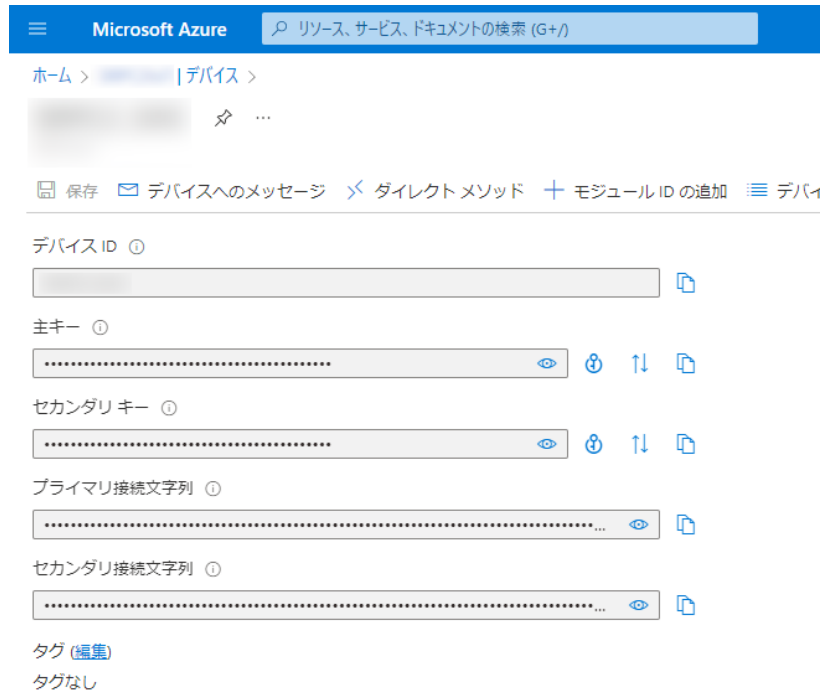 Microsoft Azure
リソース、サービス、ドキュメントの検索 (G+/)
ホーム > | デバイス >
...
保存 デバイスへのメッセージ ダイレクト メソッド モジュール ID の追加 デバイ
デバイス ID
主キー
セカンダリ キー
プライマリ接続文字列
セカンダリ接続文字列
タグ (編集)
タグなし